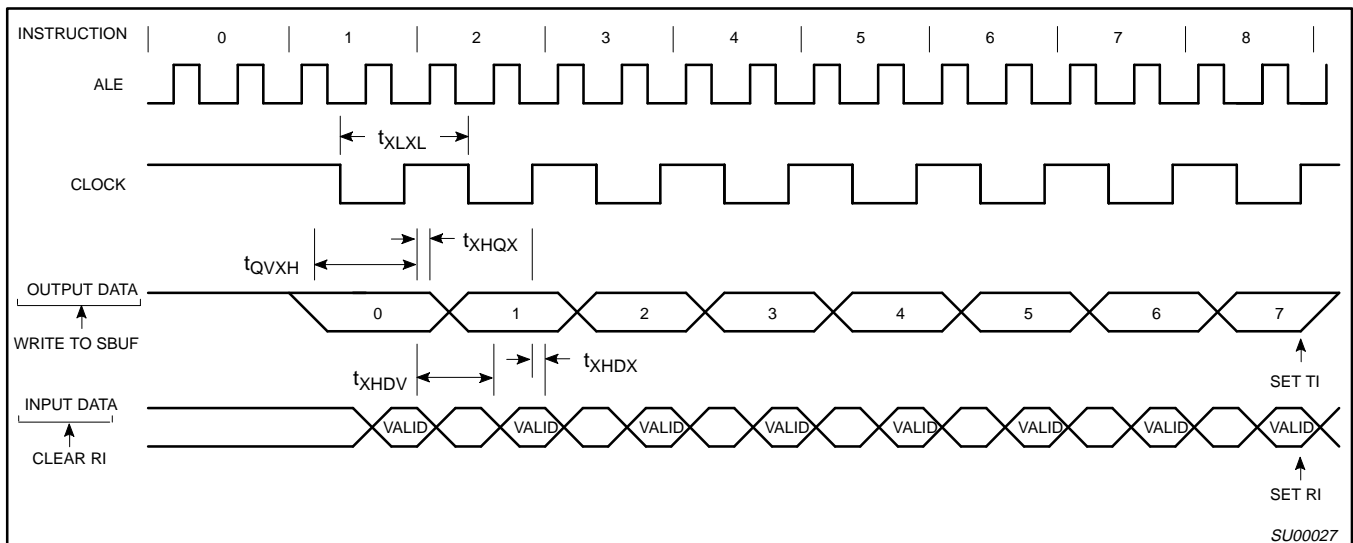 INSTRUCTION 0 1 2 3 4 5 6 7 8
ALE
tXLXL
CLOCK
tXHQX
tQVXH
OUTPUT DATA
0 1 2 3 4 5 6 7
WRITE TO SBUF
tXHDX
tXHDV
SET TI
INPUT DATA
VALID VALID VALID VALID VALID VALID VALID VALID
CLEAR RI
SET RI
SU00027